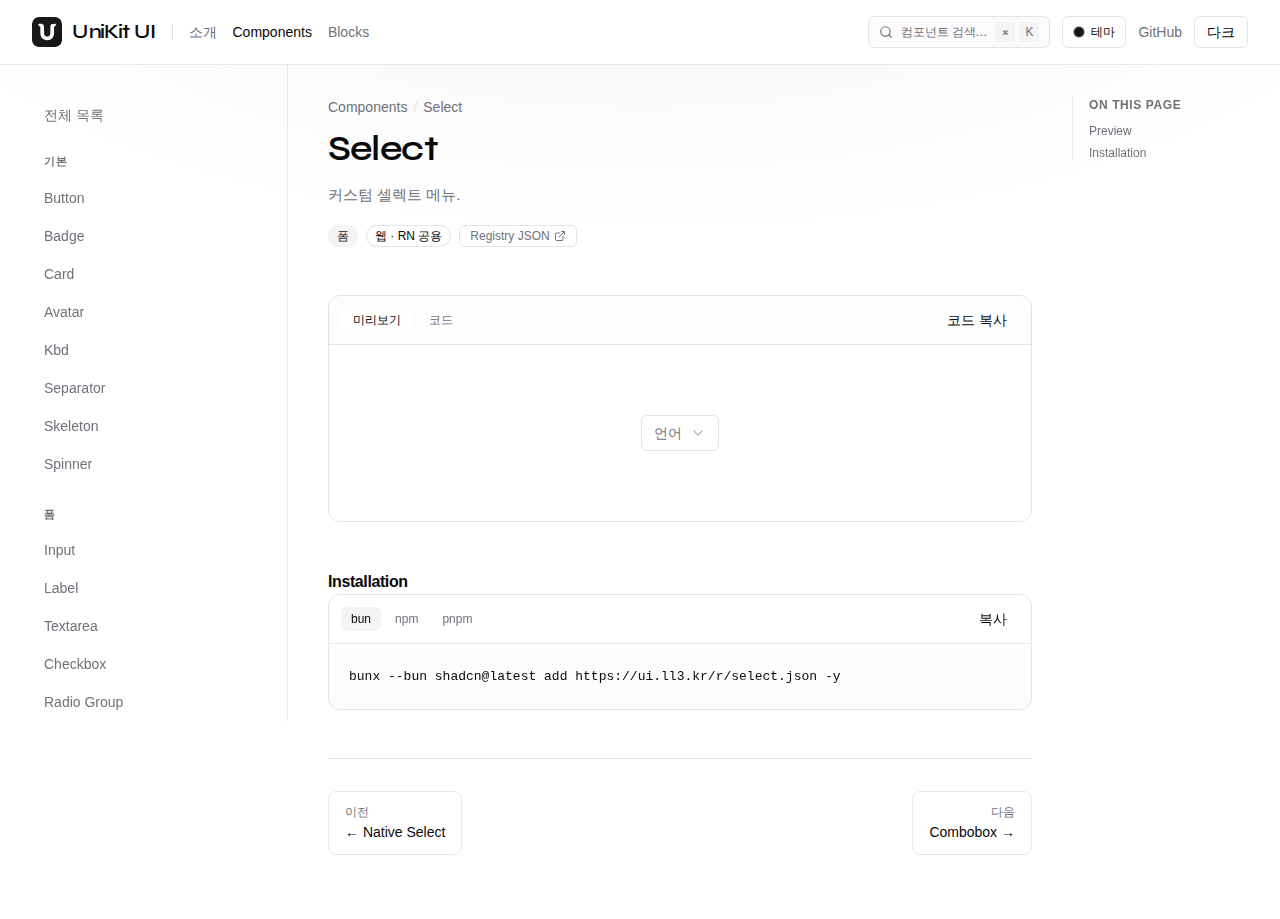 UniKit UI
소개
Components
Blocks
컴포넌트 검색…
⌘ K
테마
GitHub
다크
전체 목록
기본
Button
Badge
Card
Avatar
Kbd
Separator
Skeleton
Spinner
폼
Input
Label
Textarea
Checkbox
Radio Group
Components / Select
Select
커스텀 셀렉트 메뉴.
폼
웹 · RN 공용
Registry JSON
미리보기
코드
코드 복사
언어
Installation
bun
npm
pnpm
복사
bunx --bun shadcn@latest add https://ui.ll3.kr/r/select.json -y
이전
← Native Select
다음
Combobox →
ON THIS PAGE
Preview
Installation